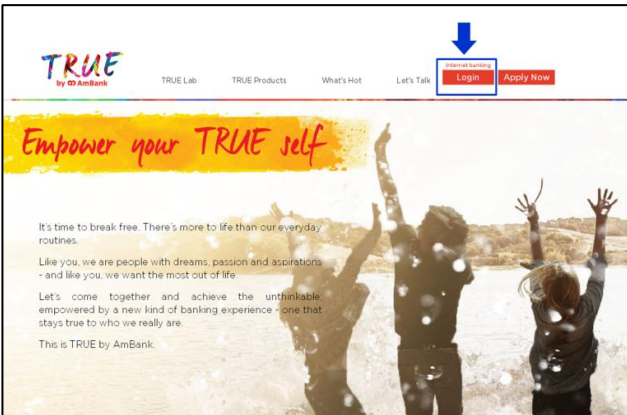 TRUE
by AmBank
TRUE Lab
TRUE Products
What's Hot
Let's Talk
Internet banking
Login
Apply Now
Empower your TRUE self
It's time to break free. There's more to life than our everyday
routines.
Like you, we are people with dreams, passion and aspirations
- and like you, we want the most out of life.
Let's come together and achieve the unthinkable,
empowered by a new kind of banking experience - one that
stays true to who we really are.
This is TRUE by AmBank.